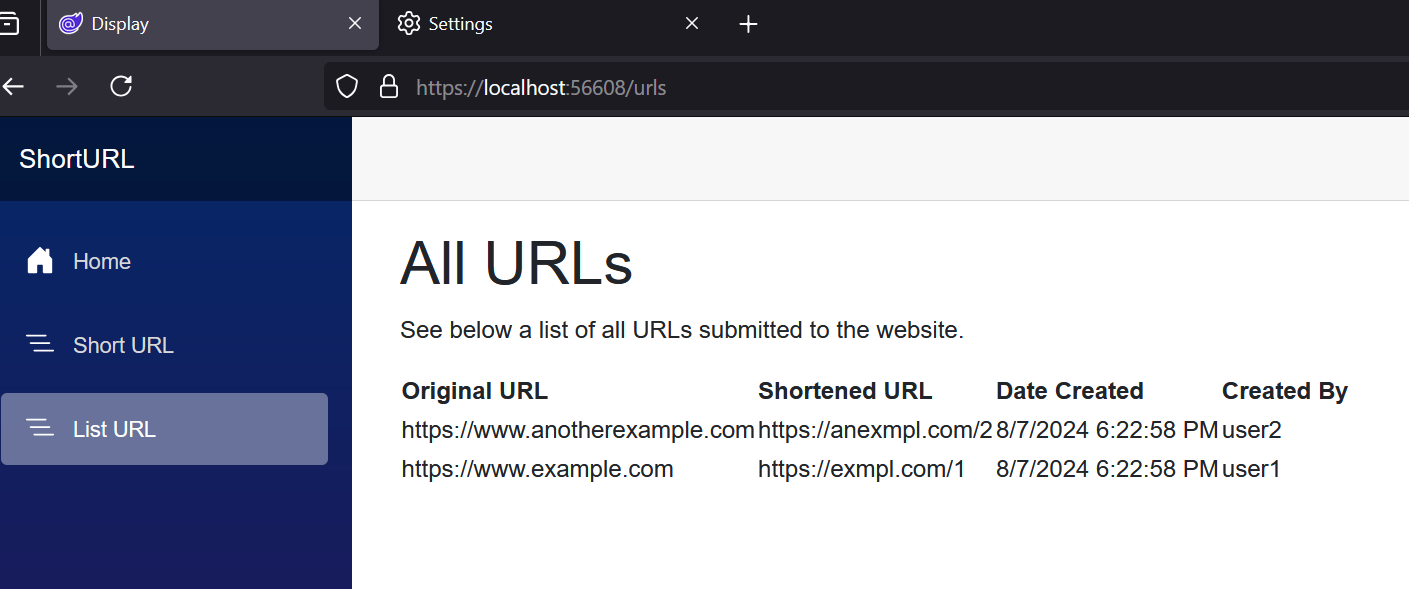 Display
Settings
https://localhost:56608/urls
ShortURL
Home
Short URL
List URL
All URLs
See below a list of all URLs submitted to the website.
Original URL Shortened URL Date Created Created By
https://www.anotherexample.com https://anexmpl.com/2 8/7/2024 6:22:58 PM user2
https://www.example.com https://exmpl.com/1 8/7/2024 6:22:58 PM user1